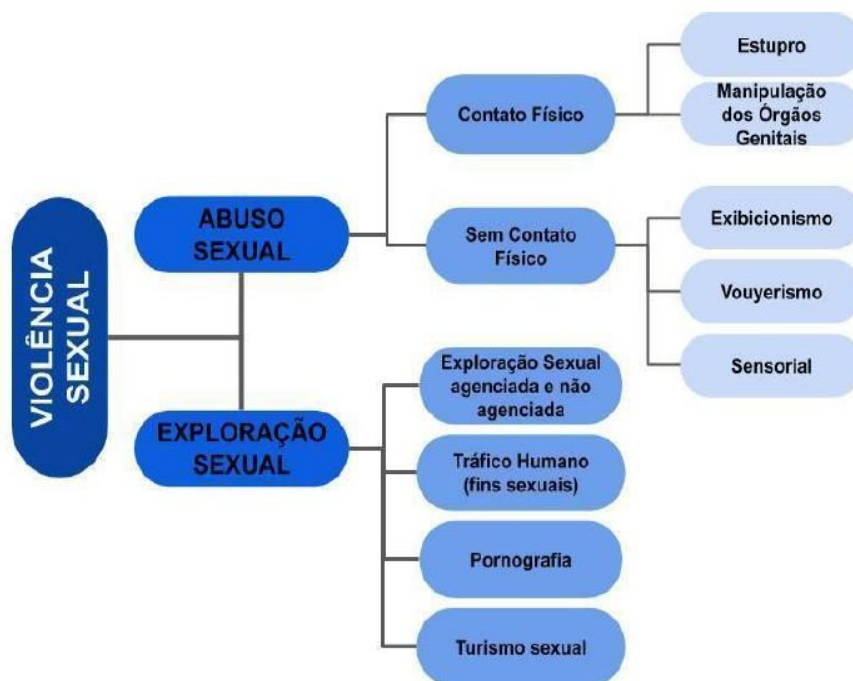 VIOLÊNCIA
SEXUAL
ABUSO
SEXUAL
Contato Físico
Estupro
Manipulação
dos Órgãos
Genitais
Sem Contato
Físico
Exibicionismo
Vouyerismo
Sensorial
EXPLORAÇÃO
SEXUAL
Exploração Sexual
agenciada e não
agenciada
Tráfico Humano
(fins sexuais)
Pornografia
Turismo sexual